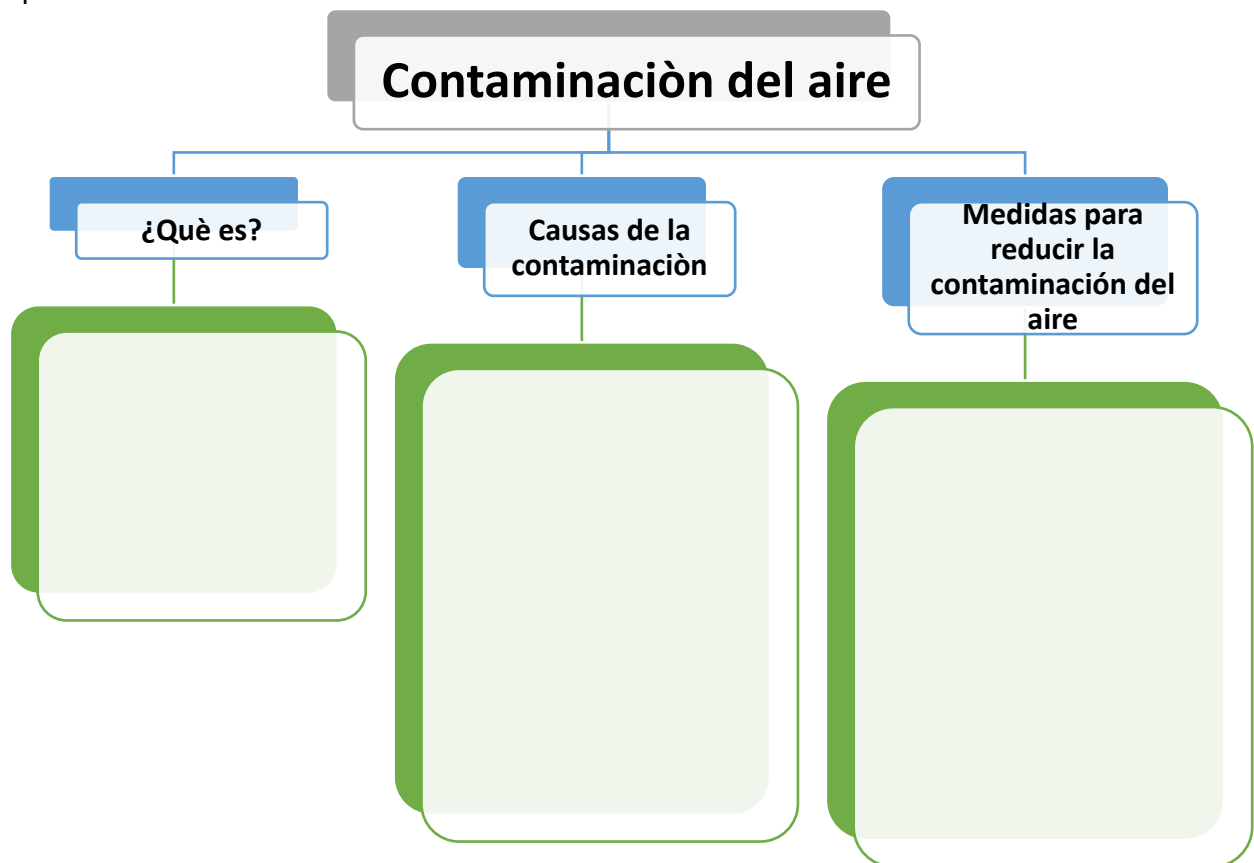 Contaminaciòn del aire
¿Què es?
Causas de la
contaminaciòn
Medidas para
reducir la
contaminación del
aire